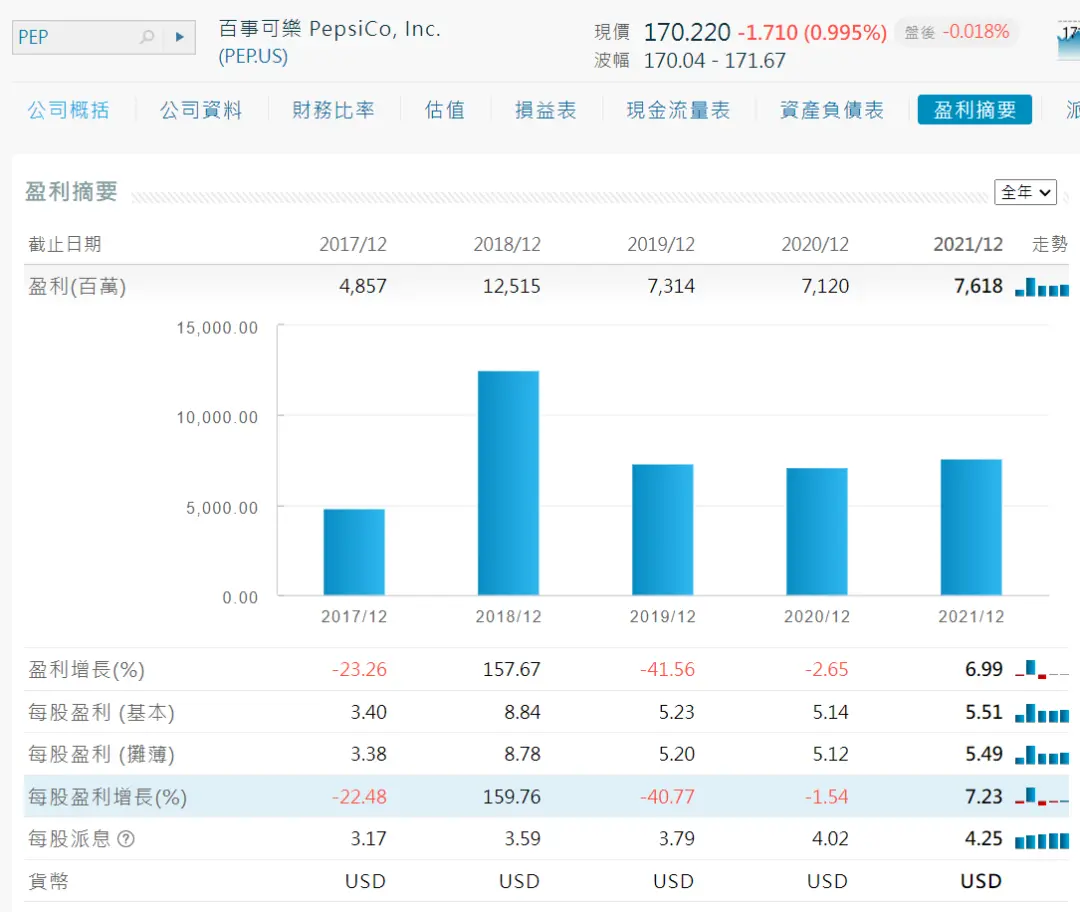 PEP
百事可樂 PepsiCo, Inc.
(PEP.US)
現價 170.220 -1.710 (0.995%) 盤後 -0.018%
波幅 170.04 - 171.67
公司概括 公司資料 財務比率 估值 損益表 現金流量表 資產負債表 盈利摘要 派
盈利摘要 全年
截止日期 2017/12 2018/12 2019/12 2020/12 2021/12 走勢
盈利(百萬) 4,857 12,515 7,314 7,120 7,618
15,000.00
10,000.00
5,000.00
0.00
2017/12 2018/12 2019/12 2020/12 2021/12
盈利增長(%) -23.26 157.67 -41.56 -2.65 6.99
每股盈利 (基本) 3.40 8.84 5.23 5.14 5.51
每股盈利 (攤薄) 3.38 8.78 5.20 5.12 5.49
每股盈利增長(%) -22.48 159.76 -40.77 -1.54 7.23
每股派息 ? 3.17 3.59 3.79 4.02 4.25
貨幣 USD USD USD USD USD